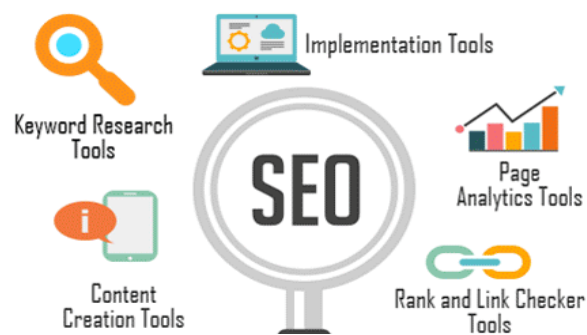 Implementation Tools
Keyword Research
Tools
SEO
Page
Analytics Tools
i
Content
Creation Tools
Rank and Link Checker
Tools